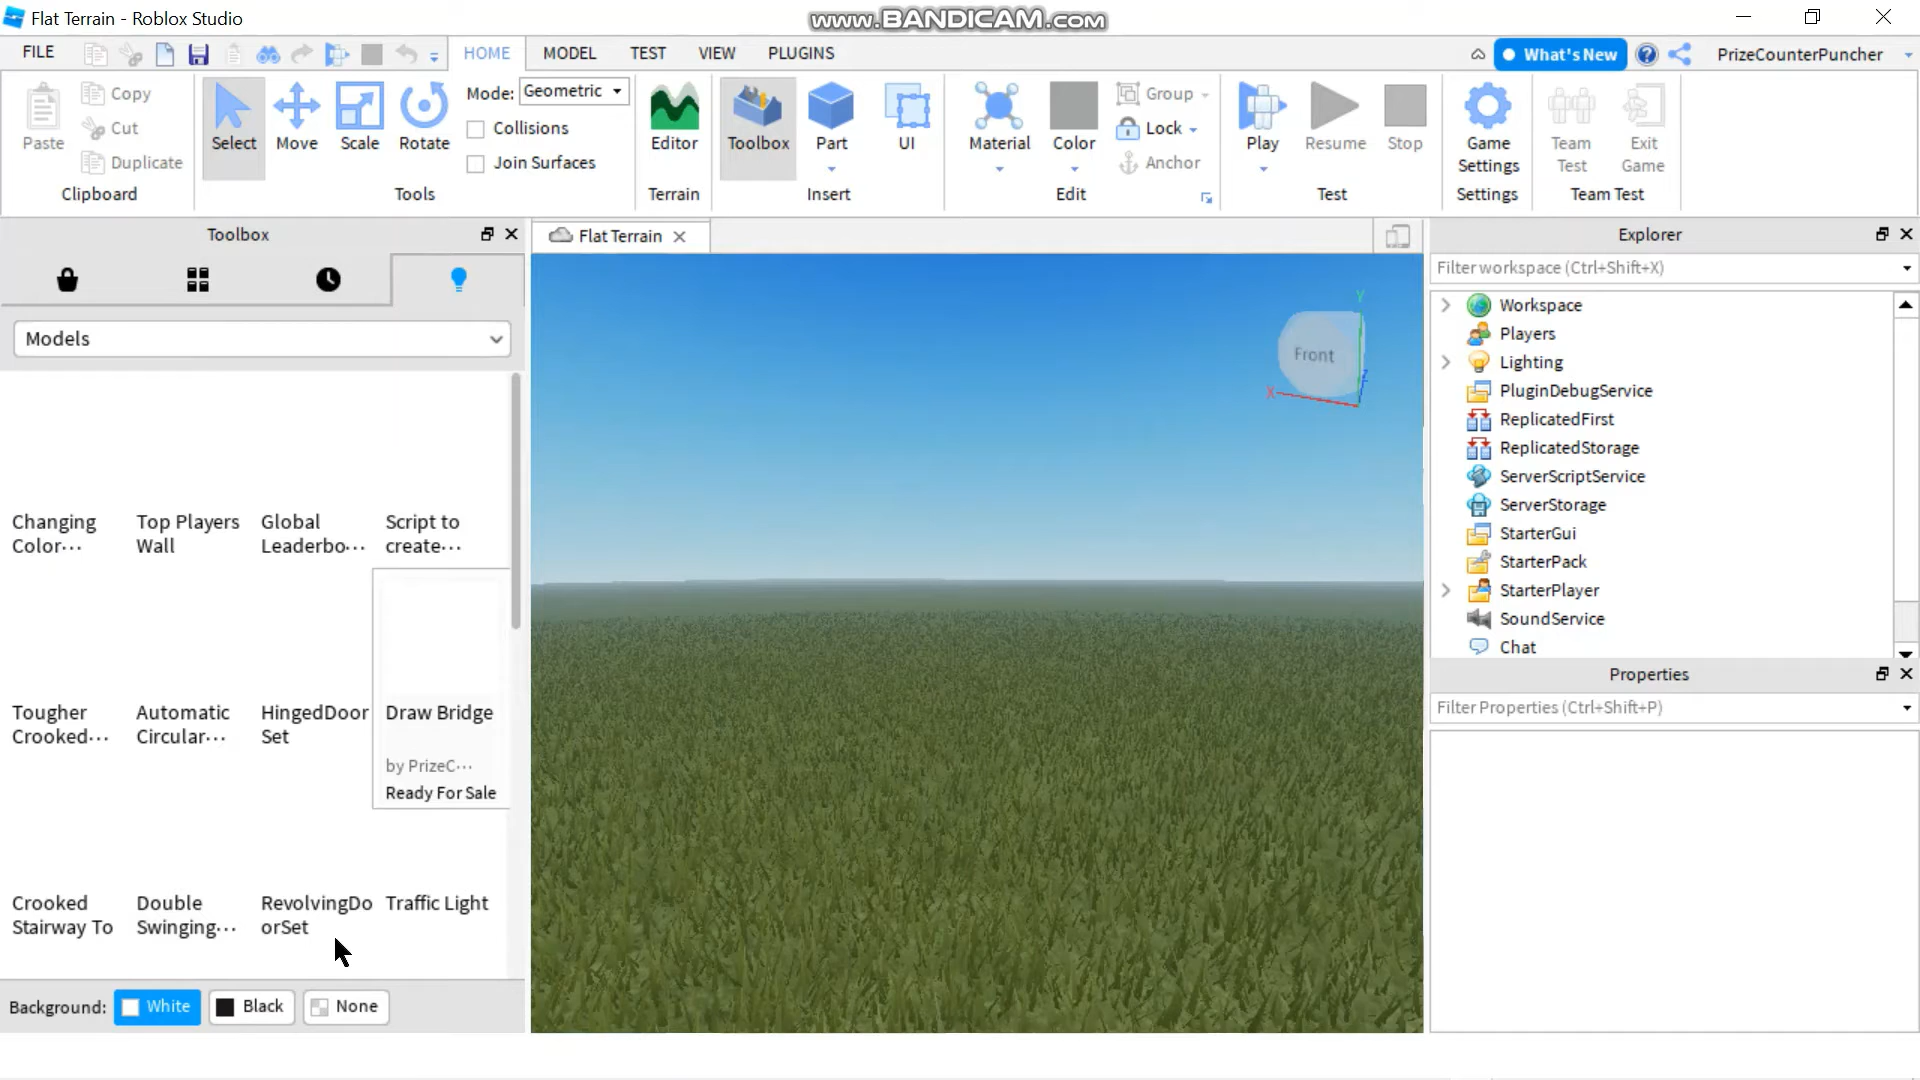 Flat Terrain - Roblox Studio
www.BANDICAM.com
FILE
HOME
MODEL
TEST
VIEW
PLUGINS
What's New
PrizeCounterPuncher
Paste
Copy
Cut
Duplicate
Clipboard
Select
Move
Scale
Rotate
Mode: Geometric
Collisions
Join Surfaces
Tools
Editor
Terrain
Toolbox
Part
UI
Insert
Material
Color
Group
Lock
Anchor
Edit
Play
Resume
Stop
Test
Game
Settings
Settings
Team
Test
Exit
Game
Team Test
Toolbox
Models
Changing
Color···
Top Players
Wall
Global
Leaderbo···
Script to
create···
Tougher
Crooked···
Automatic
Circular···
HingedDoor
Set
Draw Bridge
by PrizeC···
Ready For Sale
Crooked
Stairway To
Double
Swinging···
RevolvingDo
orSet
Traffic Light
Background:
White
Black
None
Flat Terrain
Front
Y
X
Z
Explorer
Filter workspace (Ctrl+Shift+X)
Workspace
Players
Lighting
PluginDebugService
ReplicatedFirst
ReplicatedStorage
ServerScriptService
ServerStorage
StarterGui
StarterPack
StarterPlayer
SoundService
Chat
Properties
Filter Properties (Ctrl+Shift+P)